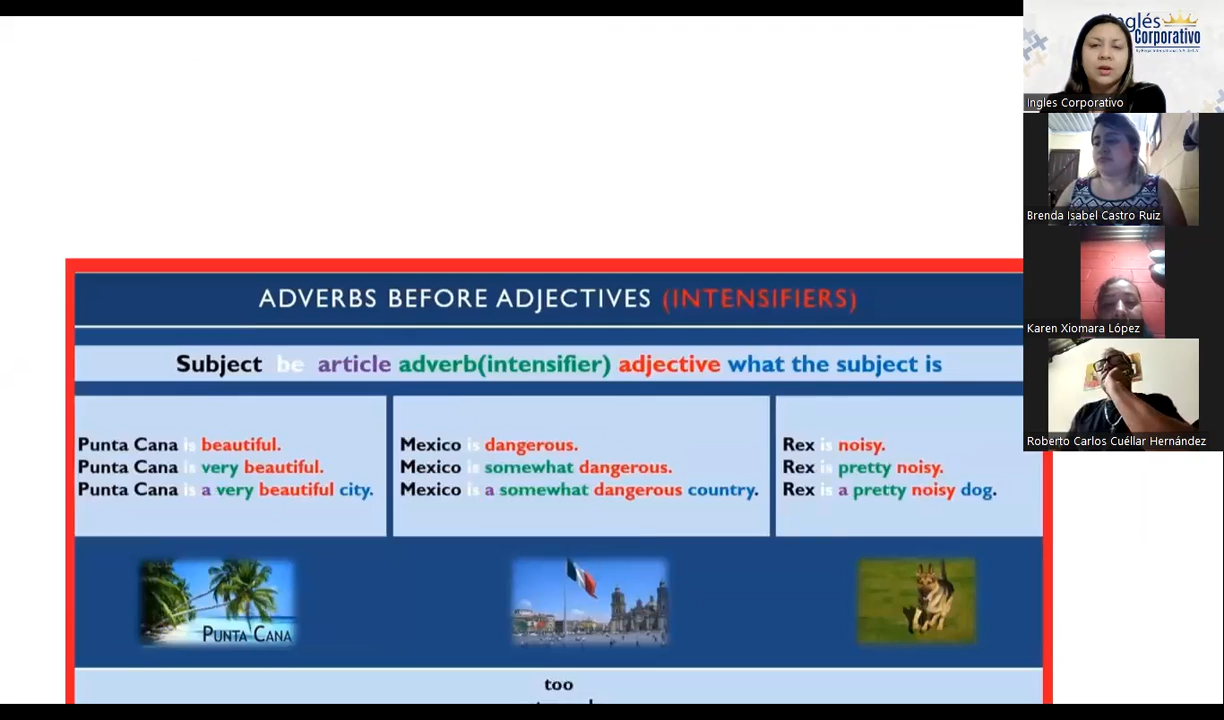 ADVERBS BEFORE ADJECTIVES (INTENSIFIERS)
Subject be article adverb(intensifier) adjective what the subject is
Punta Cana is beautiful.
Punta Cana is very beautiful.
Punta Cana is a very beautiful city.
Mexico is dangerous.
Mexico is somewhat dangerous.
Mexico is a somewhat dangerous country.
Rex is noisy.
Rex is pretty noisy.
Rex is a pretty noisy dog.
PUNTA CANA
too
Inglés
Corporativo
Ingles Corporativo
Brenda Isabel Castro Ruiz
Karen Xiomara López
Roberto Carlos Cuéllar Hernández